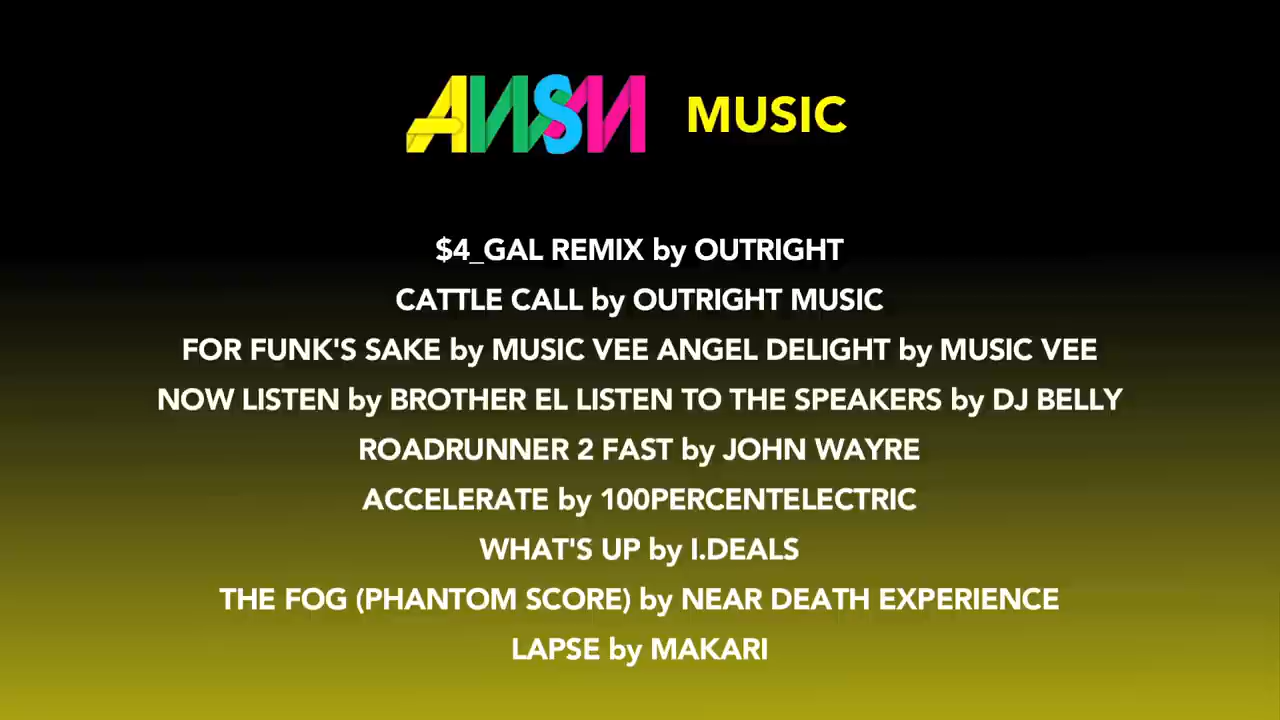 AWSM MUSIC
$4_GAL REMIX by OUTRIGHT
CATTLE CALL by OUTRIGHT MUSIC
FOR FUNK'S SAKE by MUSIC VEE ANGEL DELIGHT by MUSIC VEE
NOW LISTEN by BROTHER EL LISTEN TO THE SPEAKERS by DJ BELLY
ROADRUNNER 2 FAST by JOHN WAYRE
ACCELERATE by 100PERCENTELECTRIC
WHAT'S UP by I.DEALS
THE FOG (PHANTOM SCORE) by NEAR DEATH EXPERIENCE
LAPSE by MAKARI